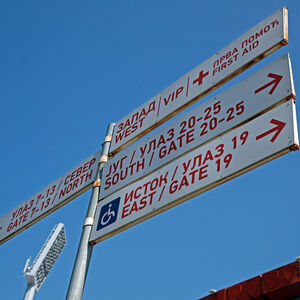 ЗАПАД / VIP / + ПРВА ПОМОЋ
WEST FIRST AID
ЈУГ / УЛАЗ 20-25
SOUTH / GATE 20-25
УЛАЗ 7-13 / СЕВЕР
GATE 7-13 / NORTH
ИСТОК / УЛАЗ 19
EAST / GATE 19